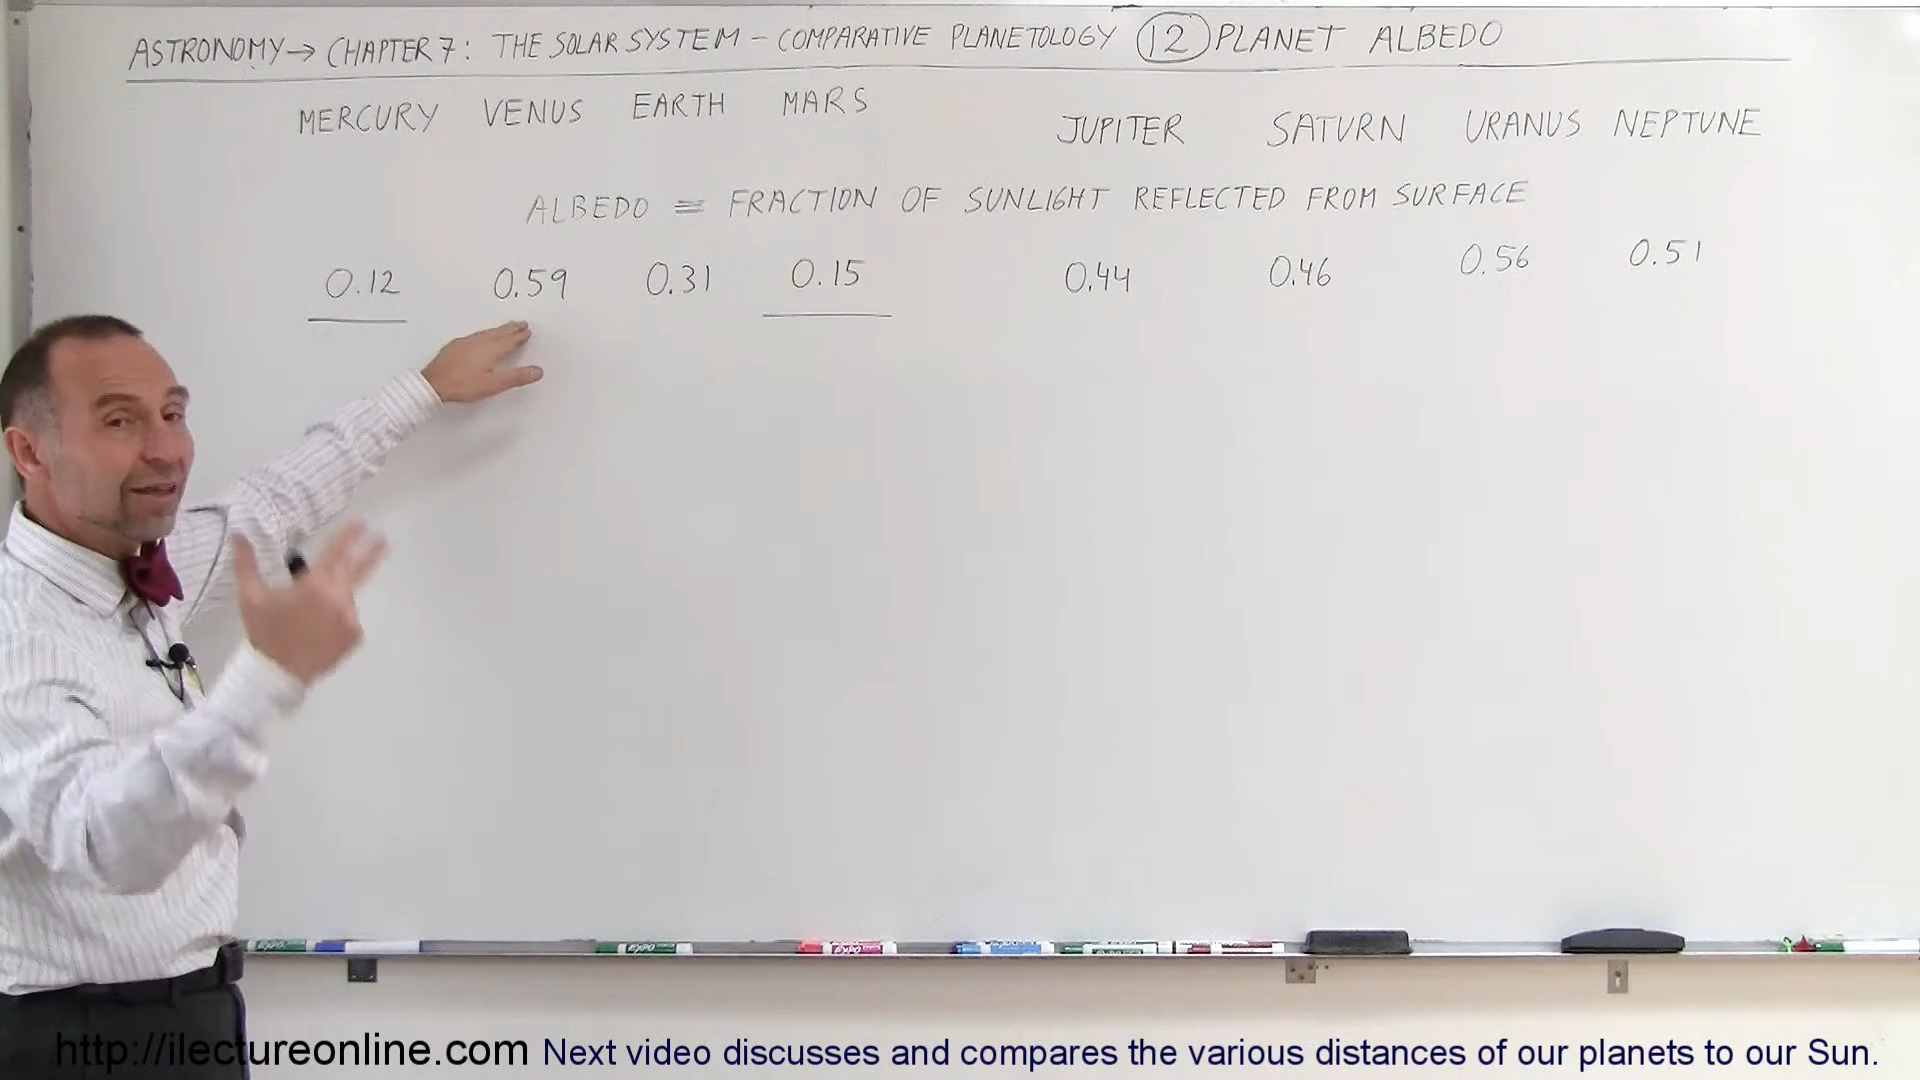 ASTRONOMY → CHAPTER 7: THE SOLAR SYSTEM - COMPARATIVE PLANETOLOGY 12 PLANET ALBEDO
MERCURY VENUS EARTH MARS JUPITER SATURN URANUS NEPTUNE
ALBEDO = FRACTION OF SUNLIGHT REFLECTED FROM SURFACE
0.12 0.59 0.31 0.15 0.44 0.46 0.56 0.51
http://ilectureonline.com Next video discusses and compares the various distances of our planets to our Sun.